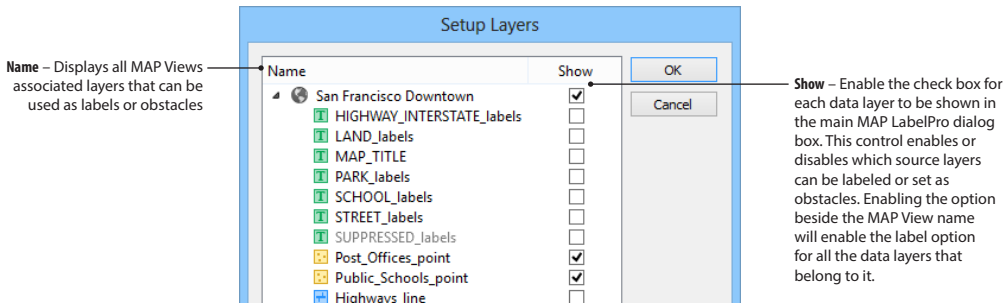 Setup Layers
Name – Displays all MAP Views
associated layers that can be
used as labels or obstacles
Name Show
San Francisco Downtown
HIGHWAY_INTERSTATE_labels
LAND_labels
MAP_TITLE
PARK_labels
SCHOOL_labels
STREET_labels
SUPPRESSED_labels
Post_Offices_point
Public_Schools_point
Highways_line
OK
Cancel
Show – Enable the check box for
each data layer to be shown in
the main MAP LabelPro dialog
box. This control enables or
disables which source layers
can be labeled or set as
obstacles. Enabling the option
beside the MAP View name
will enable the label option
for all the data layers that
belong to it.